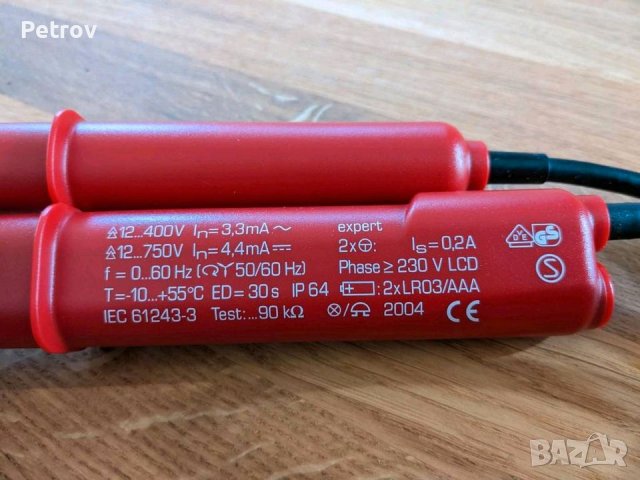 Petrov
12...400V In=3,3mA ~
12...750V In=4,4mA ⎓
f = 0...60 Hz (50/60 Hz)
T=-10...+55°C ED= 30s IP 64
IEC 61243-3 Test:...90 kΩ
expert
2x⊕: Is=0,2A
Phase ≥ 230 V LCD
: 2xLR03/AAA
⊗/ 2004 CE
VDE GS
S
BAZAR